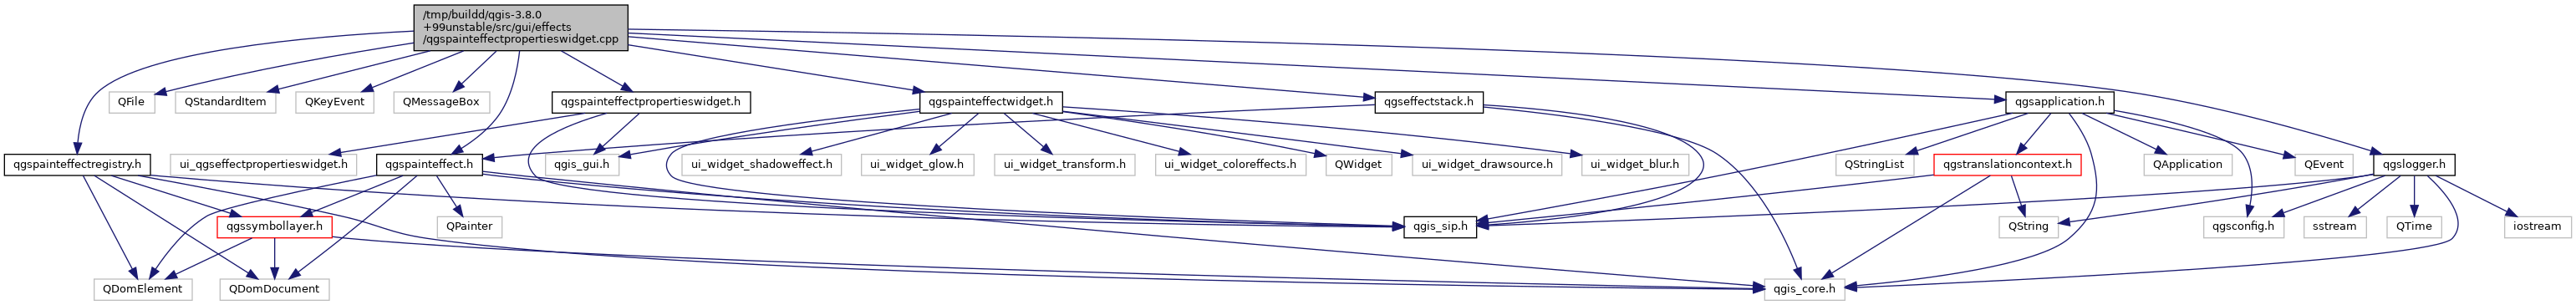 /tmp/buildd/qgis-3.8.0
+99unstable/src/gui/effects
/qgspainteffectpropertieswidget.cpp
QFile
QStandardItem
QKeyEvent
QMessageBox
qgspainteffectpropertieswidget.h
qgspainteffectwidget.h
qgseffectstack.h
qgsapplication.h
qgspainteffectregistry.h
ui_qgseffectpropertieswidget.h
qgspainteffect.h
qgis_gui.h
ui_widget_shadoweffect.h
ui_widget_glow.h
ui_widget_transform.h
ui_widget_coloreffects.h
QWidget
ui_widget_drawsource.h
ui_widget_blur.h
QStringList
qgstranslationcontext.h
QApplication
QEvent
qgslogger.h
qgssymbollayer.h
QPainter
qgis_sip.h
QString
qgsconfig.h
sstream
QTime
iostream
QDomElement
QDomDocument
qgis_core.h